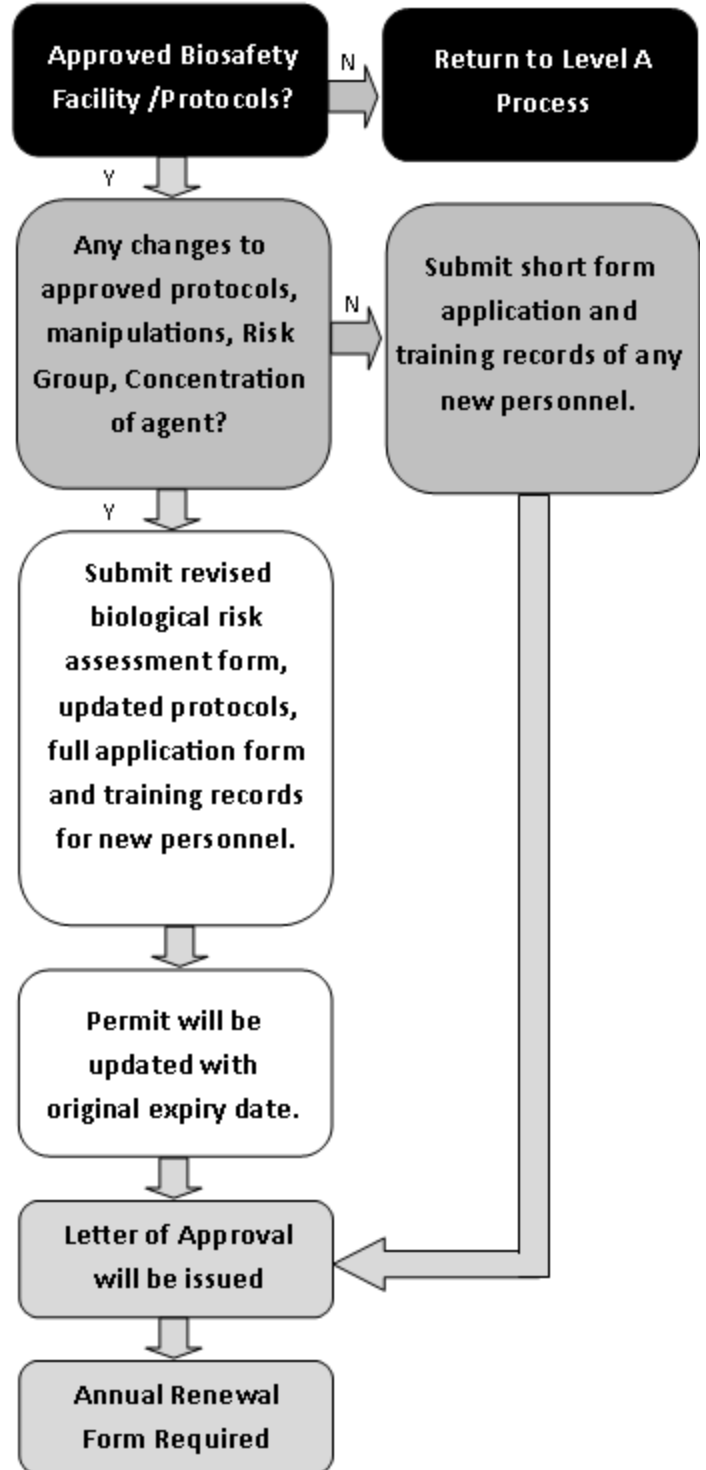 Approved Biosafety
Facility /Protocols?
N
Return to Level A
Process
Y
Any changes to
approved protocols,
manipulations, Risk
Group, Concentration
of agent?
N
Submit short form
application and
training records of any
new personnel.
Y
Submit revised
biological risk
assessment form,
updated protocols,
full application form
and training records
for new personnel.
Permit will be
updated with
original expiry date.
Letter of Approval
will be issued
Annual Renewal
Form Required